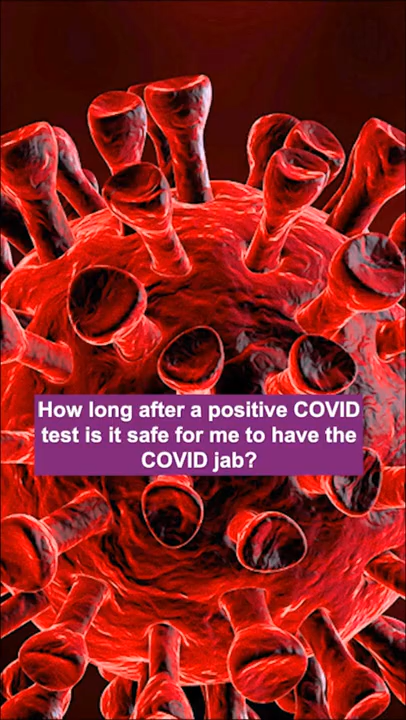 How long after a positive COVID
test is it safe for me to have the
COVID jab?